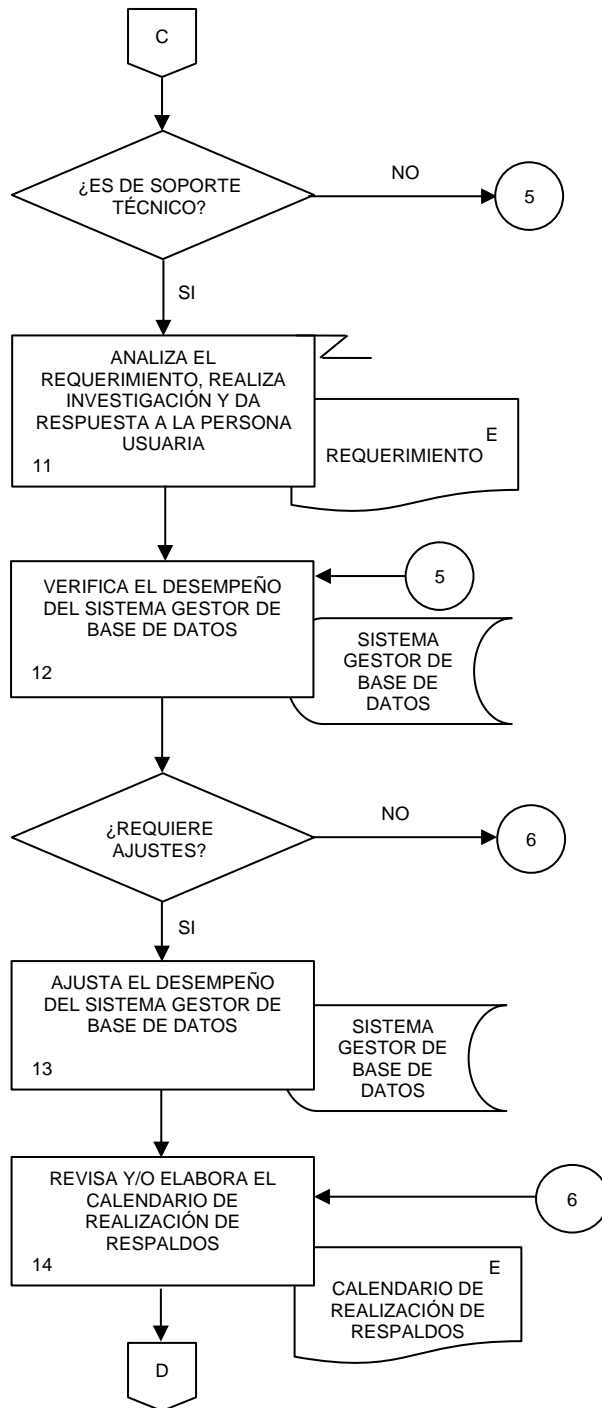 C
¿ES DE SOPORTE
TÉCNICO?
NO
5
SI
ANALIZA EL
REQUERIMIENTO, REALIZA
INVESTIGACIÓN Y DA
RESPUESTA A LA PERSONA
USUARIA
11
E
REQUERIMIENTO
5
VERIFICA EL DESEMPEÑO
DEL SISTEMA GESTOR DE
BASE DE DATOS
12
SISTEMA
GESTOR DE
BASE DE
DATOS
¿REQUIERE
AJUSTES?
NO
6
SI
AJUSTA EL DESEMPEÑO
DEL SISTEMA GESTOR DE
BASE DE DATOS
13
SISTEMA
GESTOR DE
BASE DE
DATOS
REVISA Y/O ELABORA EL
CALENDARIO DE
REALIZACIÓN DE
RESPALDOS
14
6
E
CALENDARIO DE
REALIZACIÓN DE
RESPALDOS
D